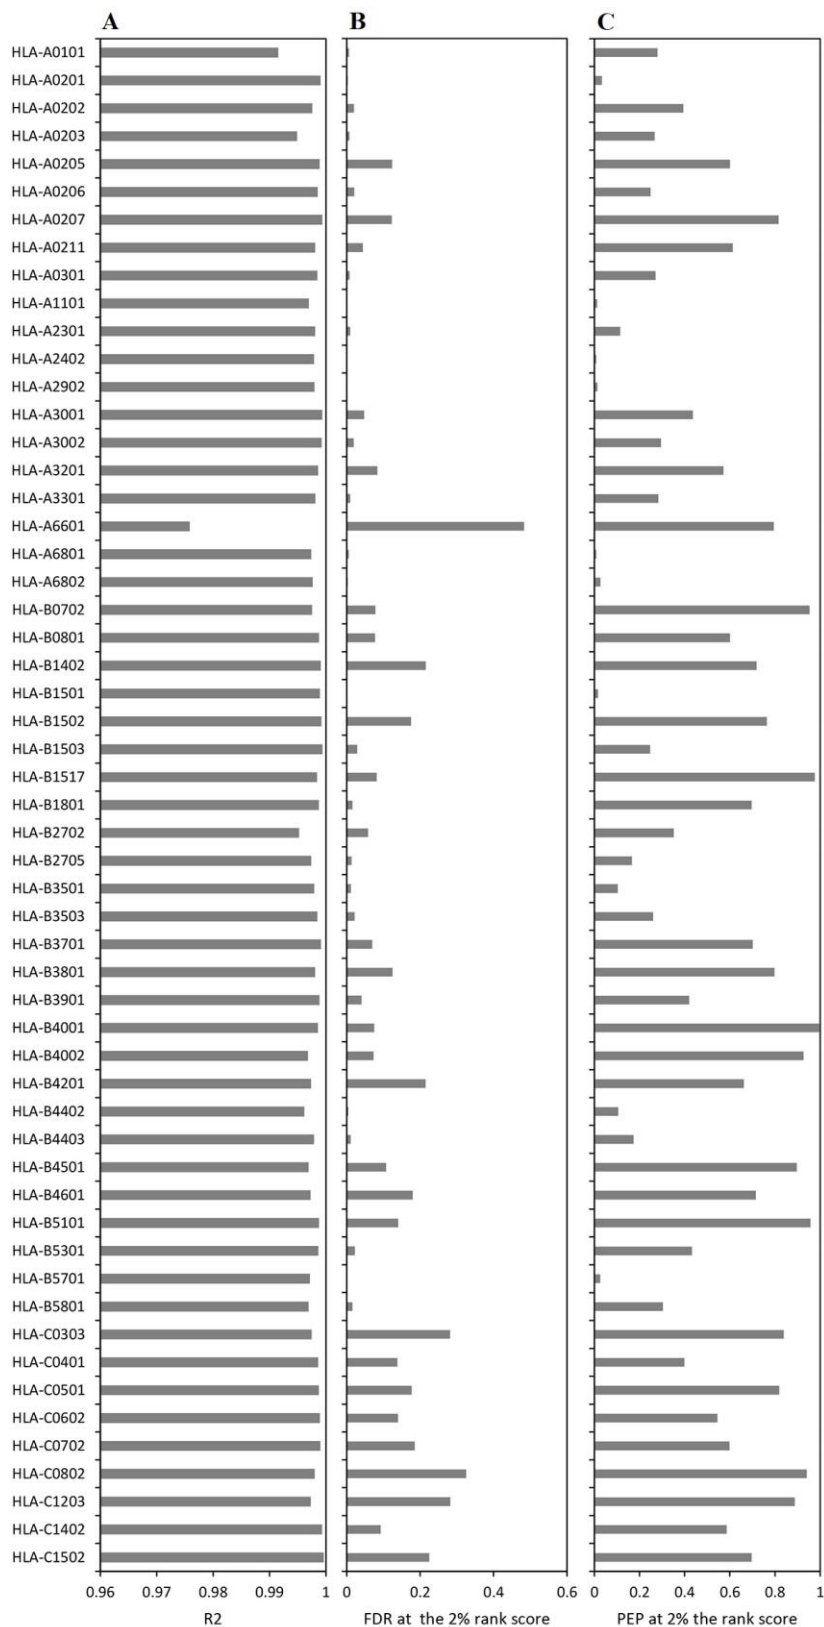 A B C
HLA-A0101
HLA-A0201
HLA-A0202
HLA-A0203
HLA-A0205
HLA-A0206
HLA-A0207
HLA-A0211
HLA-A0301
HLA-A1101
HLA-A2301
HLA-A2402
HLA-A2902
HLA-A3001
HLA-A3002
HLA-A3201
HLA-A3301
HLA-A6601
HLA-A6801
HLA-A6802
HLA-B0702
HLA-B0801
HLA-B1402
HLA-B1501
HLA-B1502
HLA-B1503
HLA-B1517
HLA-B1801
HLA-B2702
HLA-B2705
HLA-B3501
HLA-B3503
HLA-B3701
HLA-B3801
HLA-B3901
HLA-B4001
HLA-B4002
HLA-B4201
HLA-B4402
HLA-B4403
HLA-B4501
HLA-B4601
HLA-B5101
HLA-B5301
HLA-B5701
HLA-B5801
HLA-C0303
HLA-C0401
HLA-C0501
HLA-C0602
HLA-C0702
HLA-C0802
HLA-C1203
HLA-C1402
HLA-C1502
0.96 0.97 0.98 0.99 1 0 0.2 0.4 0.6 0 0.2 0.4 0.6 0.8 1
R2 FDR at the 2% rank score PEP at 2% the rank score